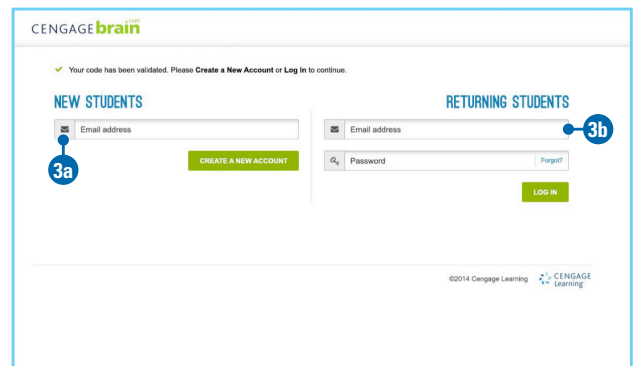 CENGAGEbrain.com
Your code has been validated. Please Create a New Account or Log In to continue.
NEW STUDENTS
Email address
CREATE A NEW ACCOUNT
3a
RETURNING STUDENTS
Email address
3b
Password
Forgot?
LOG IN
©2014 Cengage Learning
CENGAGE
Learning